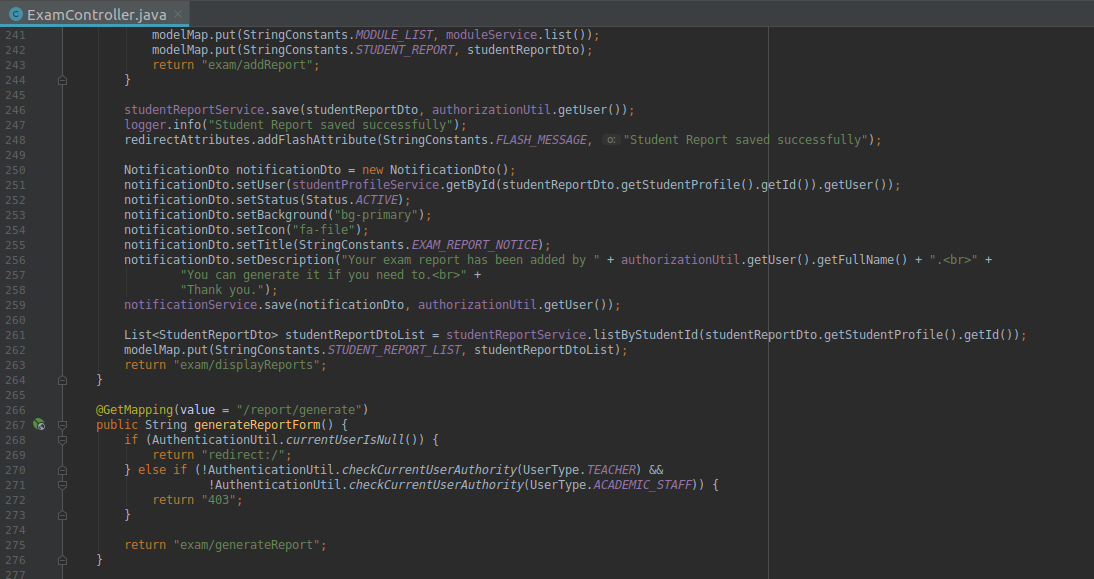 ExamController.java
241 modelMap.put(StringConstants.MODULE_LIST, moduleService.list());
242 modelMap.put(StringConstants.STUDENT_REPORT, studentReportDto);
243 return "exam/addReport";
244 }
245
246 studentReportService.save(studentReportDto, authorizationUtil.getUser());
247 logger.info("Student Report saved successfully");
248 redirectAttributes.addFlashAttribute(StringConstants.FLASH_MESSAGE, o: "Student Report saved successfully");
249
250 NotificationDto notificationDto = new NotificationDto();
251 notificationDto.setUser(studentProfileService.getById(studentReportDto.getStudentProfile().getId()).getUser());
252 notificationDto.setStatus(Status.ACTIVE);
253 notificationDto.setBackground("bg-primary");
254 notificationDto.setIcon("fa-file");
255 notificationDto.setTitle(StringConstants.EXAM_REPORT_NOTICE);
256 notificationDto.setDescription("Your exam report has been added by " + authorizationUtil.getUser().getFullName() + ".<br>" +
257 "You can generate it if you need to.<br>" +
258 "Thank you.");
259 notificationService.save(notificationDto, authorizationUtil.getUser());
260
261 List<StudentReportDto> studentReportDtoList = studentReportService.listByStudentId(studentReportDto.getStudentProfile().getId());
262 modelMap.put(StringConstants.STUDENT_REPORT_LIST, studentReportDtoList);
263 return "exam/displayReports";
264 }
265
266 @GetMapping(value = "/report/generate")
267 public String generateReportForm() {
268 if (AuthenticationUtil.currentUserIsNull()) {
269 return "redirect:/";
270 } else if (!AuthenticationUtil.checkCurrentUserAuthority(UserType.TEACHER) &&
271 !AuthenticationUtil.checkCurrentUserAuthority(UserType.ACADEMIC_STAFF)) {
272 return "403";
273 }
274
275 return "exam/generateReport";
276 }
277